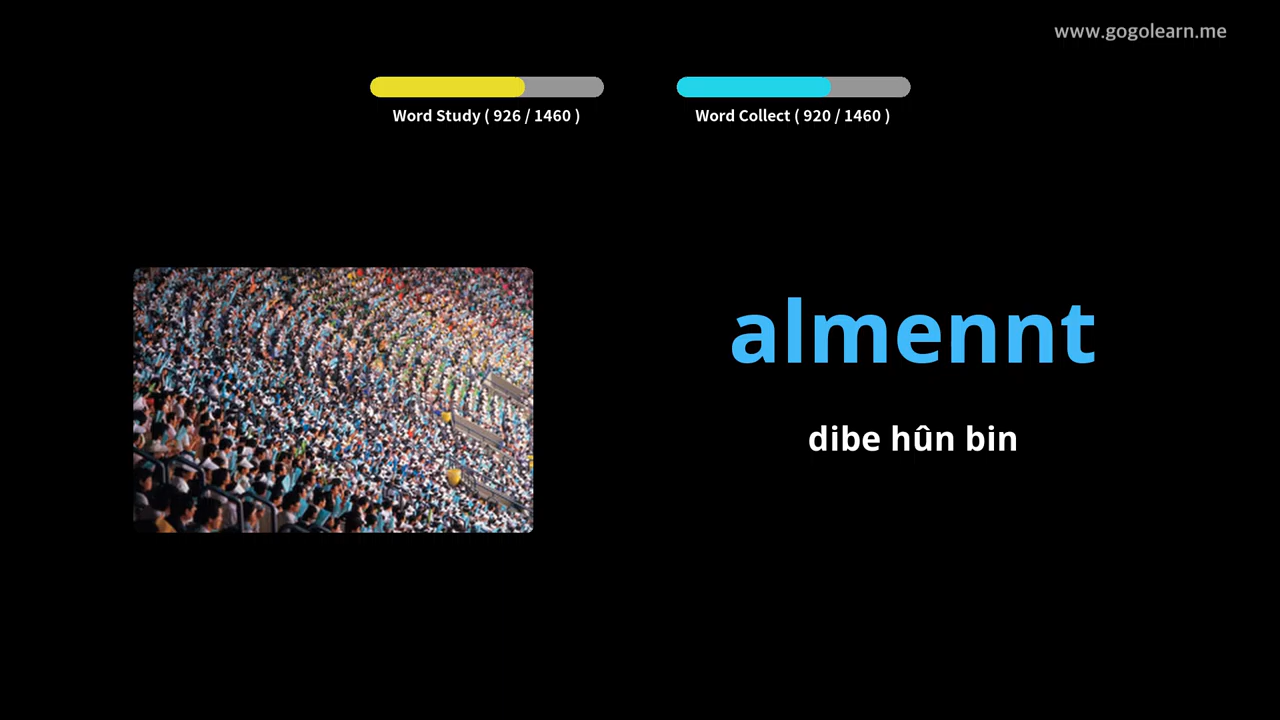 www.gogolearn.me
Word Study ( 926 / 1460 )
Word Collect ( 920 / 1460 )
almennt
dibe hûn bin